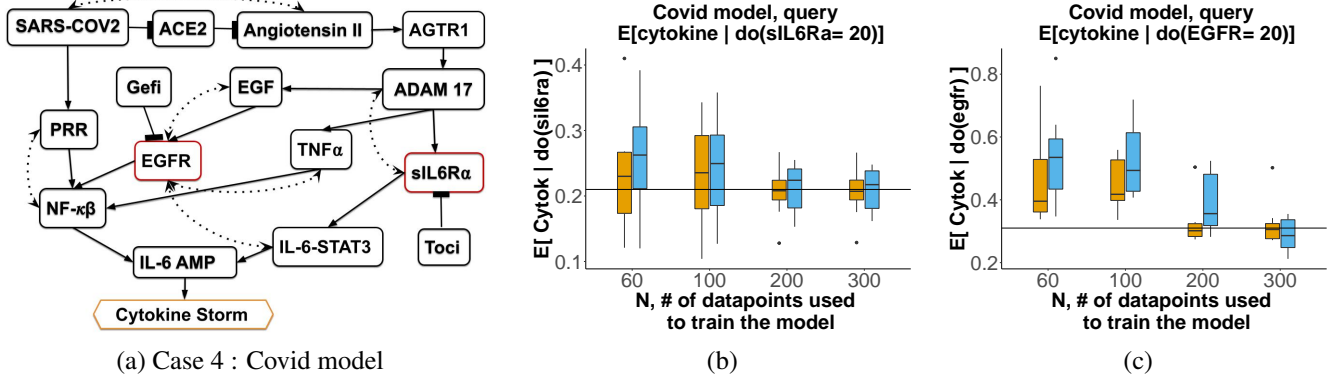 SARS-COV2
ACE2
Angiotensin II
AGTR1
Gefi
EGF
ADAM 17
PRR
EGFR
TNFα
sIL6Rα
NF-κβ
IL-6-STAT3
Toci
IL-6 AMP
Cytokine Storm
(a) Case 4 : Covid model
Covid model, query
E[cytokine | do(sIL6Ra= 20)]
E[ Cytok | do(sil6ra) ]
0.4
0.3
0.2
0.1
60 100 200 300
N, # of datapoints used
to train the model
(b)
Covid model, query
E[cytokine | do(EGFR= 20)]
E[ Cytok | do(egfr) ]
0.8
0.6
0.4
0.2
60 100 200 300
N, # of datapoints used
to train the model
(c)